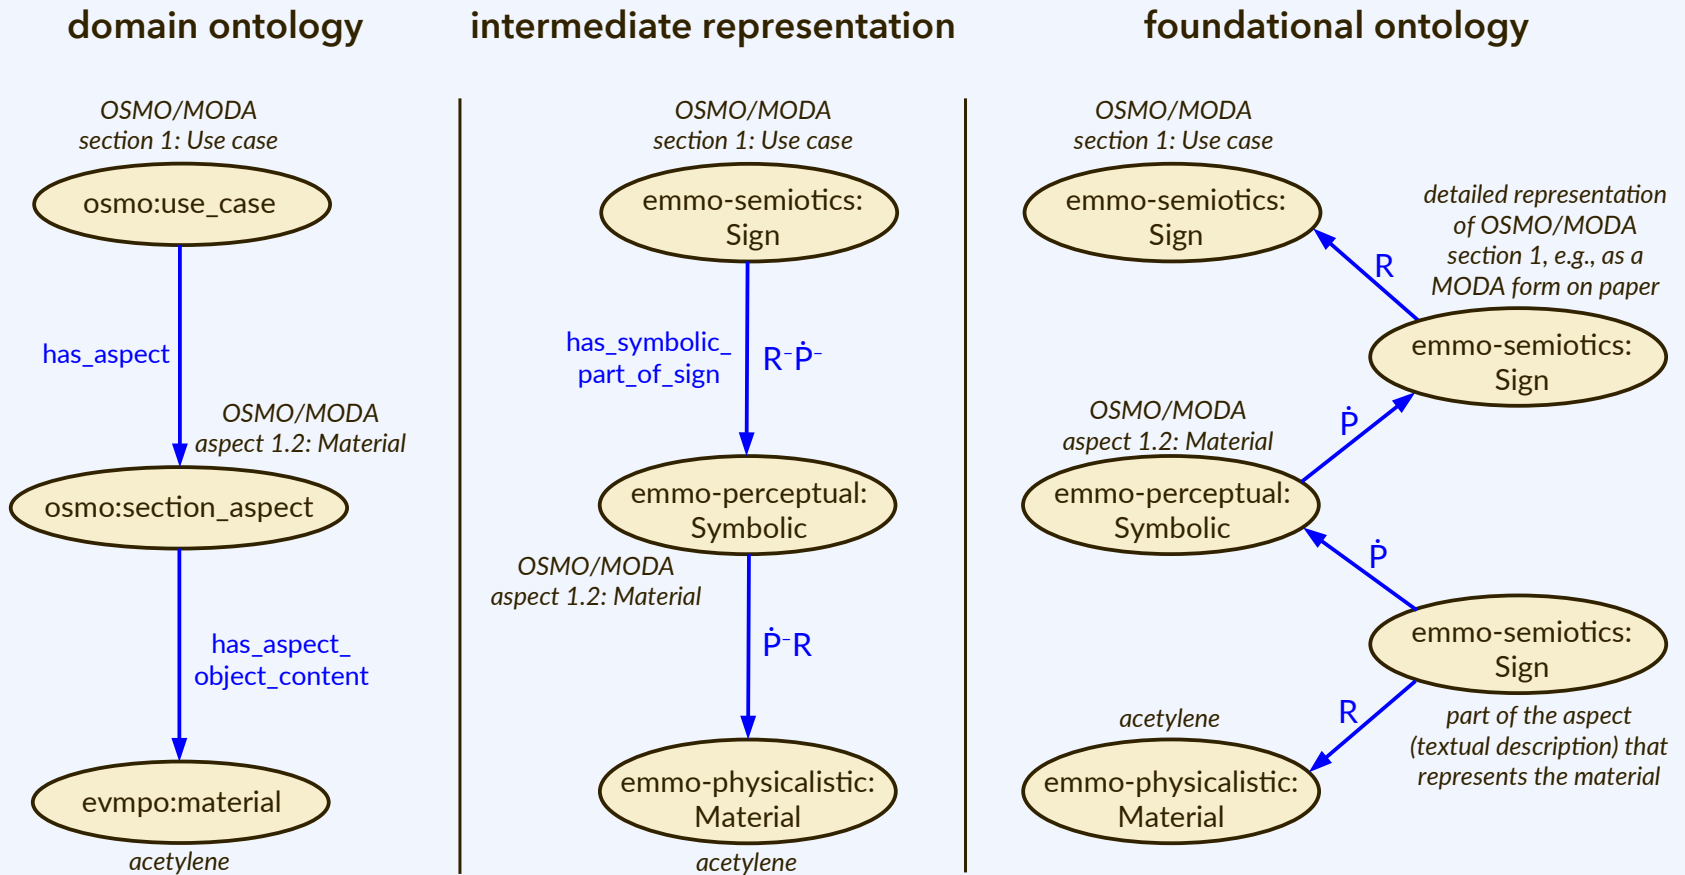 domain ontology
OSMO/MODA
section 1: Use case
osmo:use_case
has_aspect
OSMO/MODA
aspect 1.2: Material
osmo:section_aspect
has_aspect_
object_content
evmpo:material
acetylene
intermediate representation
OSMO/MODA
section 1: Use case
emmo-semiotics:
Sign
has_symbolic_
part_of_sign
R⁻Ṗ⁻
emmo-perceptual:
Symbolic
OSMO/MODA
aspect 1.2: Material
Ṗ⁻R
emmo-physicalistic:
Material
acetylene
foundational ontology
OSMO/MODA
section 1: Use case
emmo-semiotics:
Sign
R
detailed representation
of OSMO/MODA
section 1, e.g., as a
MODA form on paper
emmo-semiotics:
Sign
Ṗ
OSMO/MODA
aspect 1.2: Material
emmo-perceptual:
Symbolic
Ṗ
emmo-semiotics:
Sign
part of the aspect
(textual description) that
represents the material
R
acetylene
emmo-physicalistic:
Material